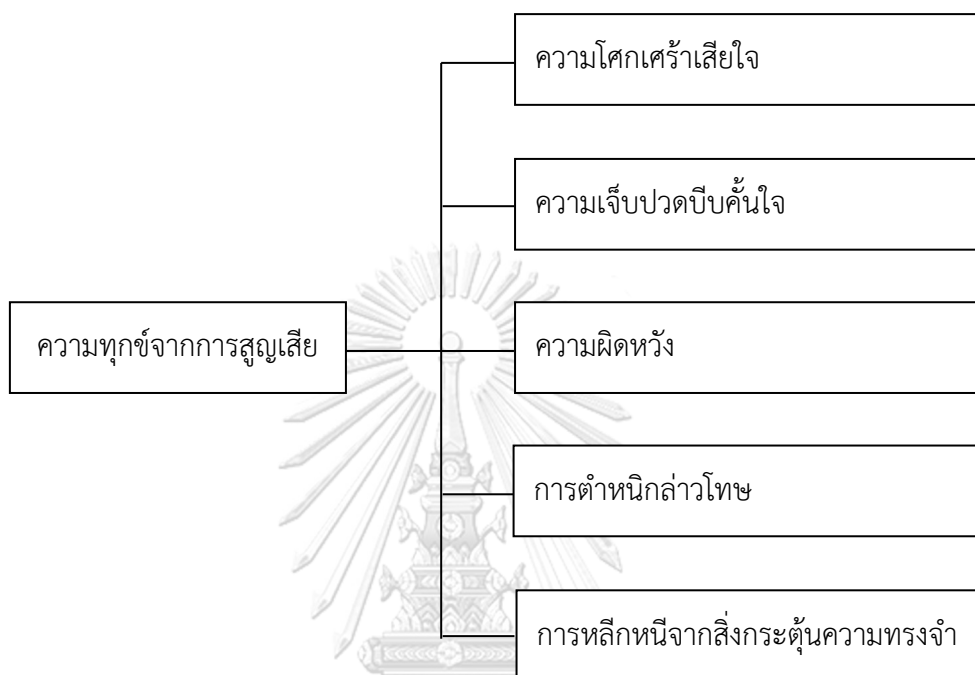 ความโศกเศร้าเสียใจ
ความเจ็บปวดบีบคั้นใจ
ความทุกข์จากการสูญเสีย
ความผิดหวัง
การตำหนิกล่าวโทษ
การหลีกหนีจากสิ่งกระตุ้นความทรงจำ